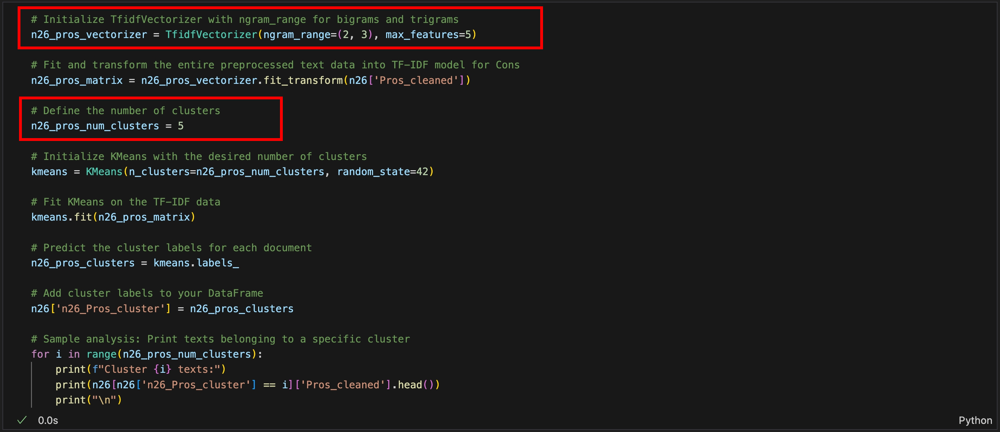 # Initialize TfidfVectorizer with ngram_range for bigrams and trigrams
n26_pros_vectorizer = TfidfVectorizer(ngram_range=(2, 3), max_features=5)
# Fit and transform the entire preprocessed text data into TF-IDF model for Cons
n26_pros_matrix = n26_pros_vectorizer.fit_transform(n26['Pros_cleaned'])
# Define the number of clusters
n26_pros_num_clusters = 5
# Initialize KMeans with the desired number of clusters
kmeans = KMeans(n_clusters=n26_pros_num_clusters, random_state=42)
# Fit KMeans on the TF-IDF data
kmeans.fit(n26_pros_matrix)
# Predict the cluster labels for each document
n26_pros_clusters = kmeans.labels_
# Add cluster labels to your DataFrame
n26['n26_Pros_cluster'] = n26_pros_clusters
# Sample analysis: Print texts belonging to a specific cluster
for i in range(n26_pros_num_clusters):
    print(f"Cluster {i} texts:")
    print(n26[n26['n26_Pros_cluster'] == i]['Pros_cleaned'].head())
    print("\n")
0.0s
Python